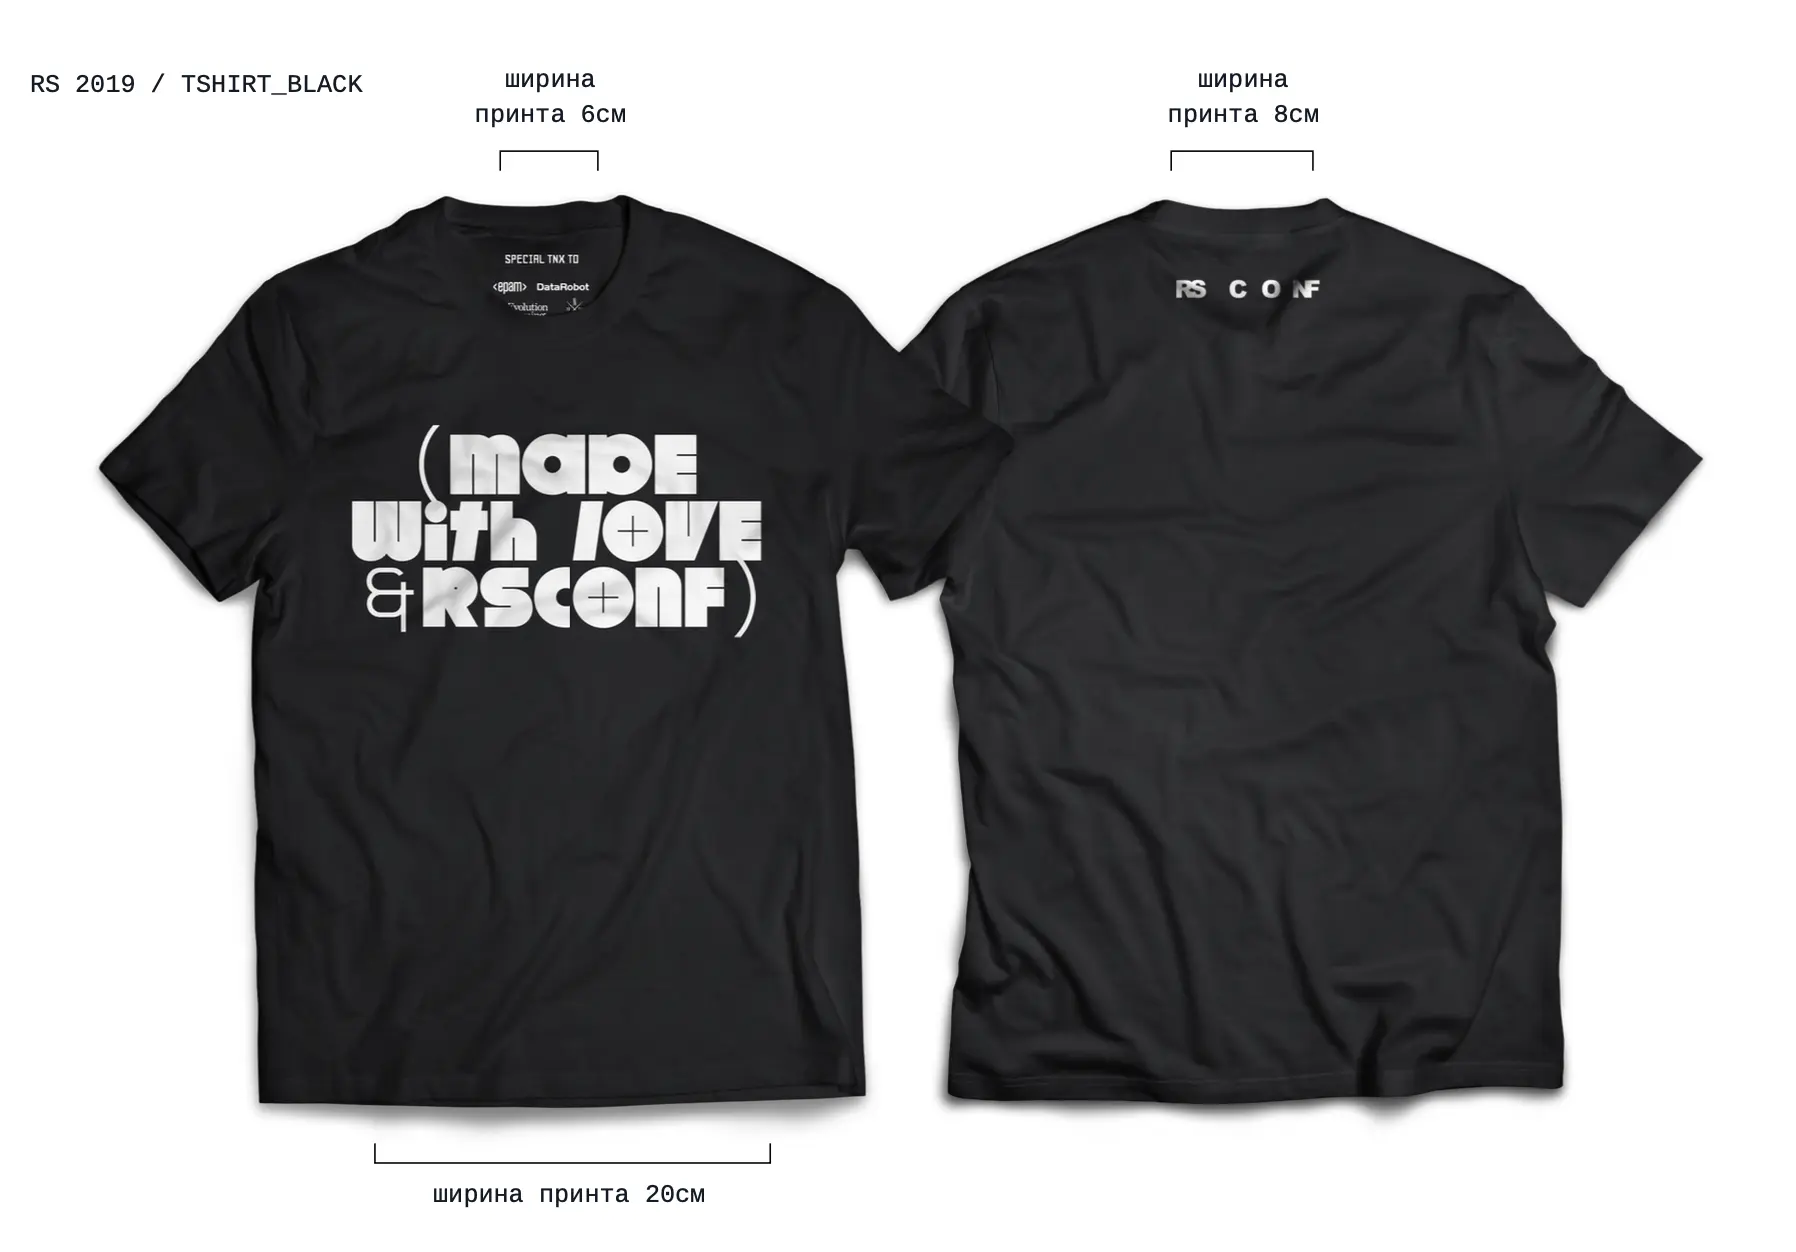 RS 2019 / TSHIRT_BLACK
ширина
принта 6см
ширина
принта 8см
SPECIAL TNX TO
<epam> DataRobot
Evolution
RS C O NF
(made
with love
& RSCONF)
ширина принта 20см